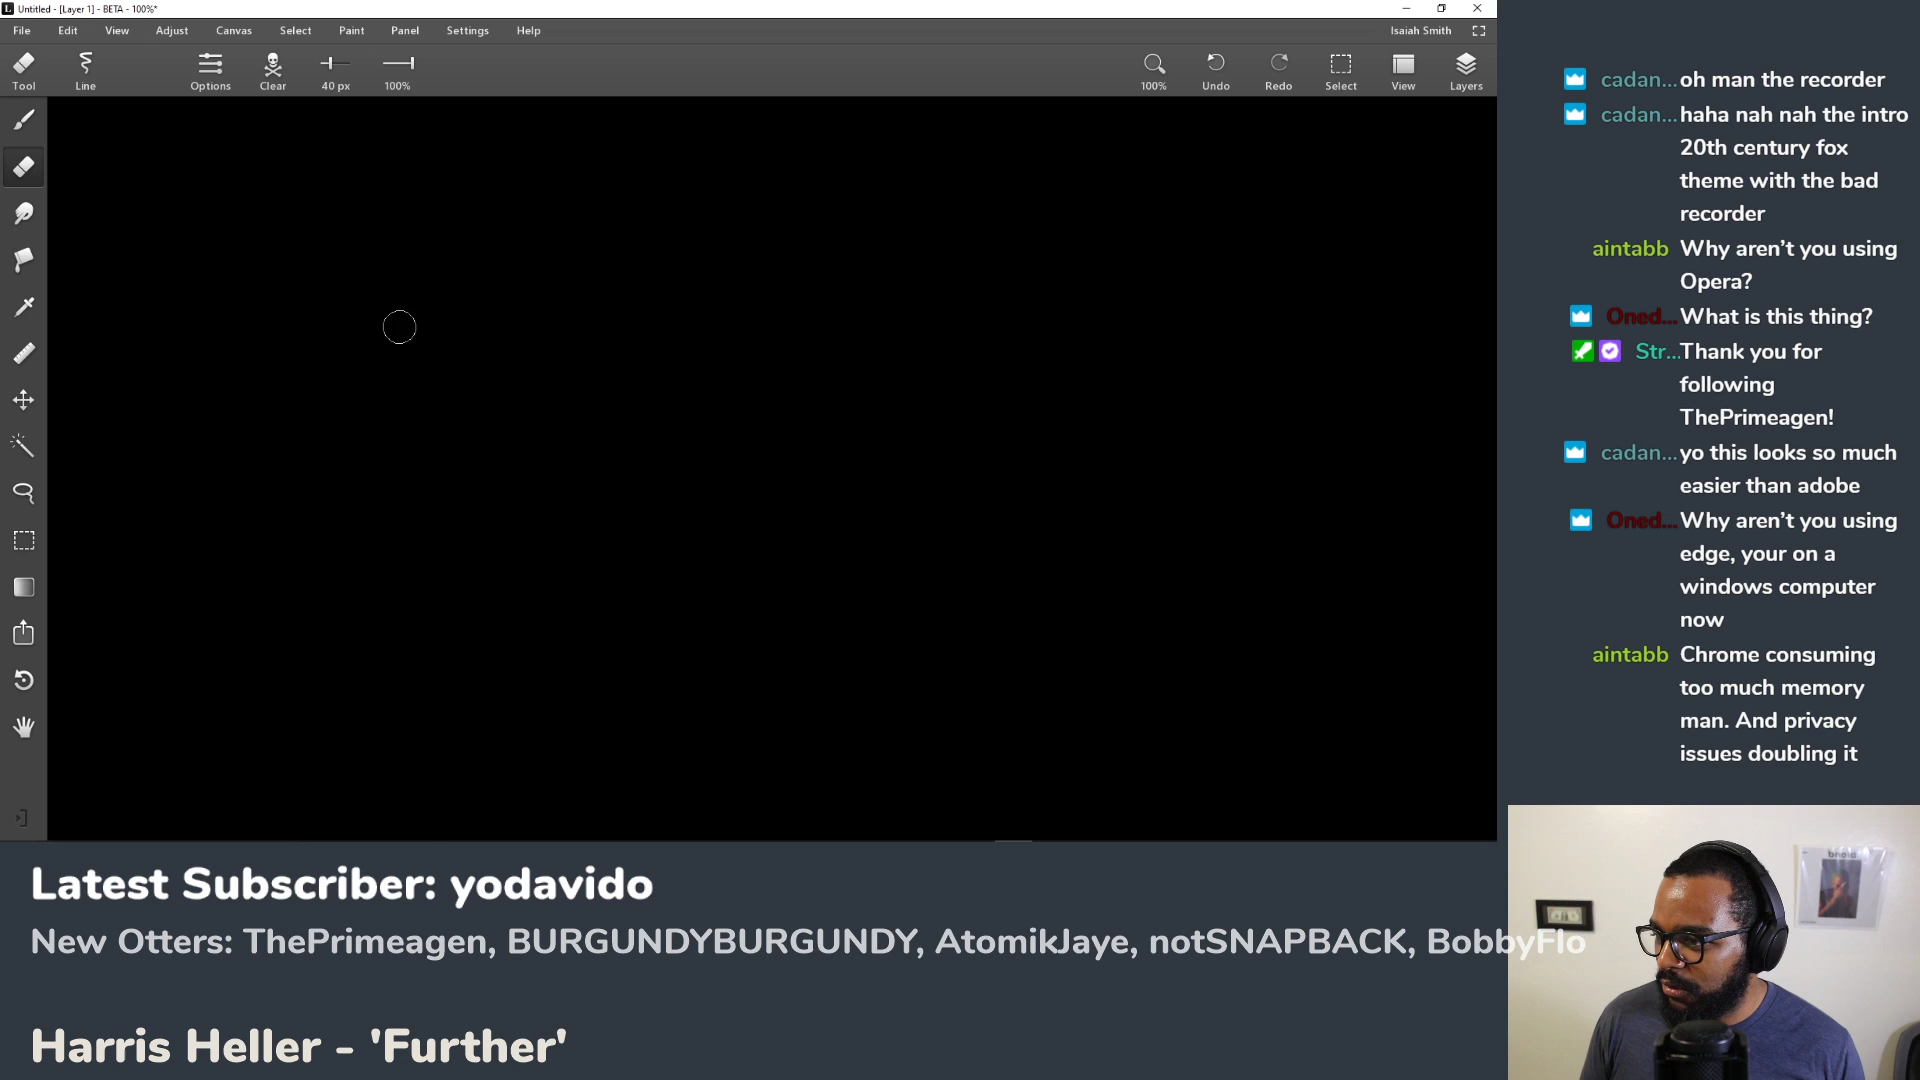 Untitled - [Layer 1] - BETA - 100%*
File Edit View Adjust Canvas Select Paint Panel Settings Help Isaiah Smith
Tool Line Options Clear 40 px 100% 100% Undo Redo Select View Layers
cadan... oh man the recorder
cadan... haha nah nah the intro
20th century fox
theme with the bad
recorder
aintabb Why aren’t you using
Opera?
Oned... What is this thing?
Str... Thank you for
following
ThePrimeagen!
cadan... yo this looks so much
easier than adobe
Oned... Why aren’t you using
edge, your on a
windows computer
now
aintabb Chrome consuming
too much memory
man. And privacy
issues doubling it
Latest Subscriber: yodavido
New Otters: ThePrimeagen, BURGUNDYBURGUNDY, AtomikJaye, notSNAPBACK, BobbyFlo
Harris Heller - 'Further'